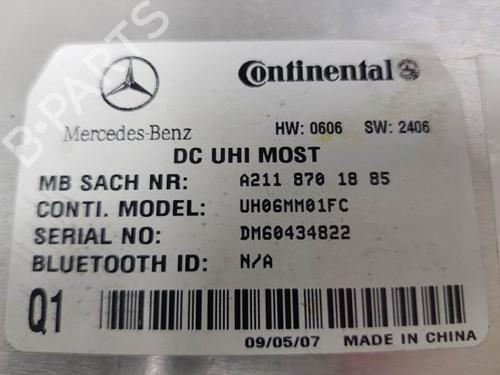 B-PARTS
Mercedes-Benz
Continental
HW: 0606 SW: 2406
DC UHI MOST
MB SACH NR: A211 870 18 85
CONTI. MODEL: UH06MM01FC
SERIAL NO: DM60434822
BLUETOOTH ID: N/A
Q1
09/05/07 MADE IN CHINA